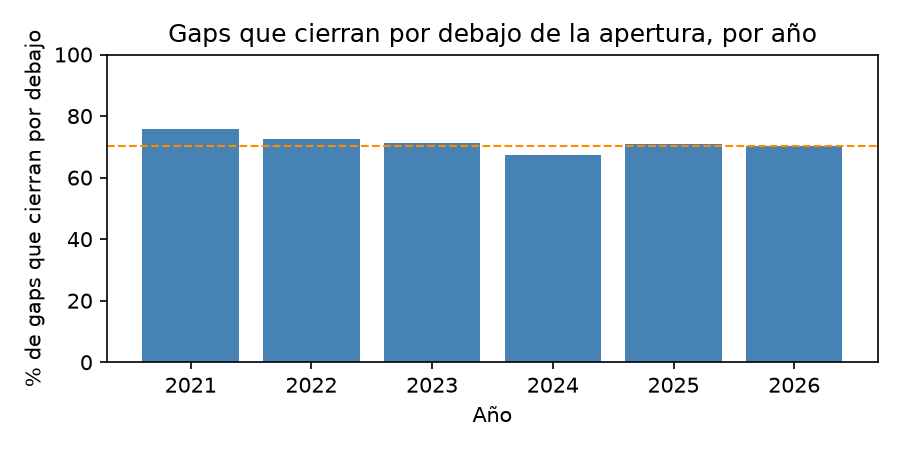 Gaps que cierran por debajo de la apertura, por año
% de gaps que cierran por debajo
100
80
60
40
20
0
2021 2022 2023 2024 2025 2026
Año